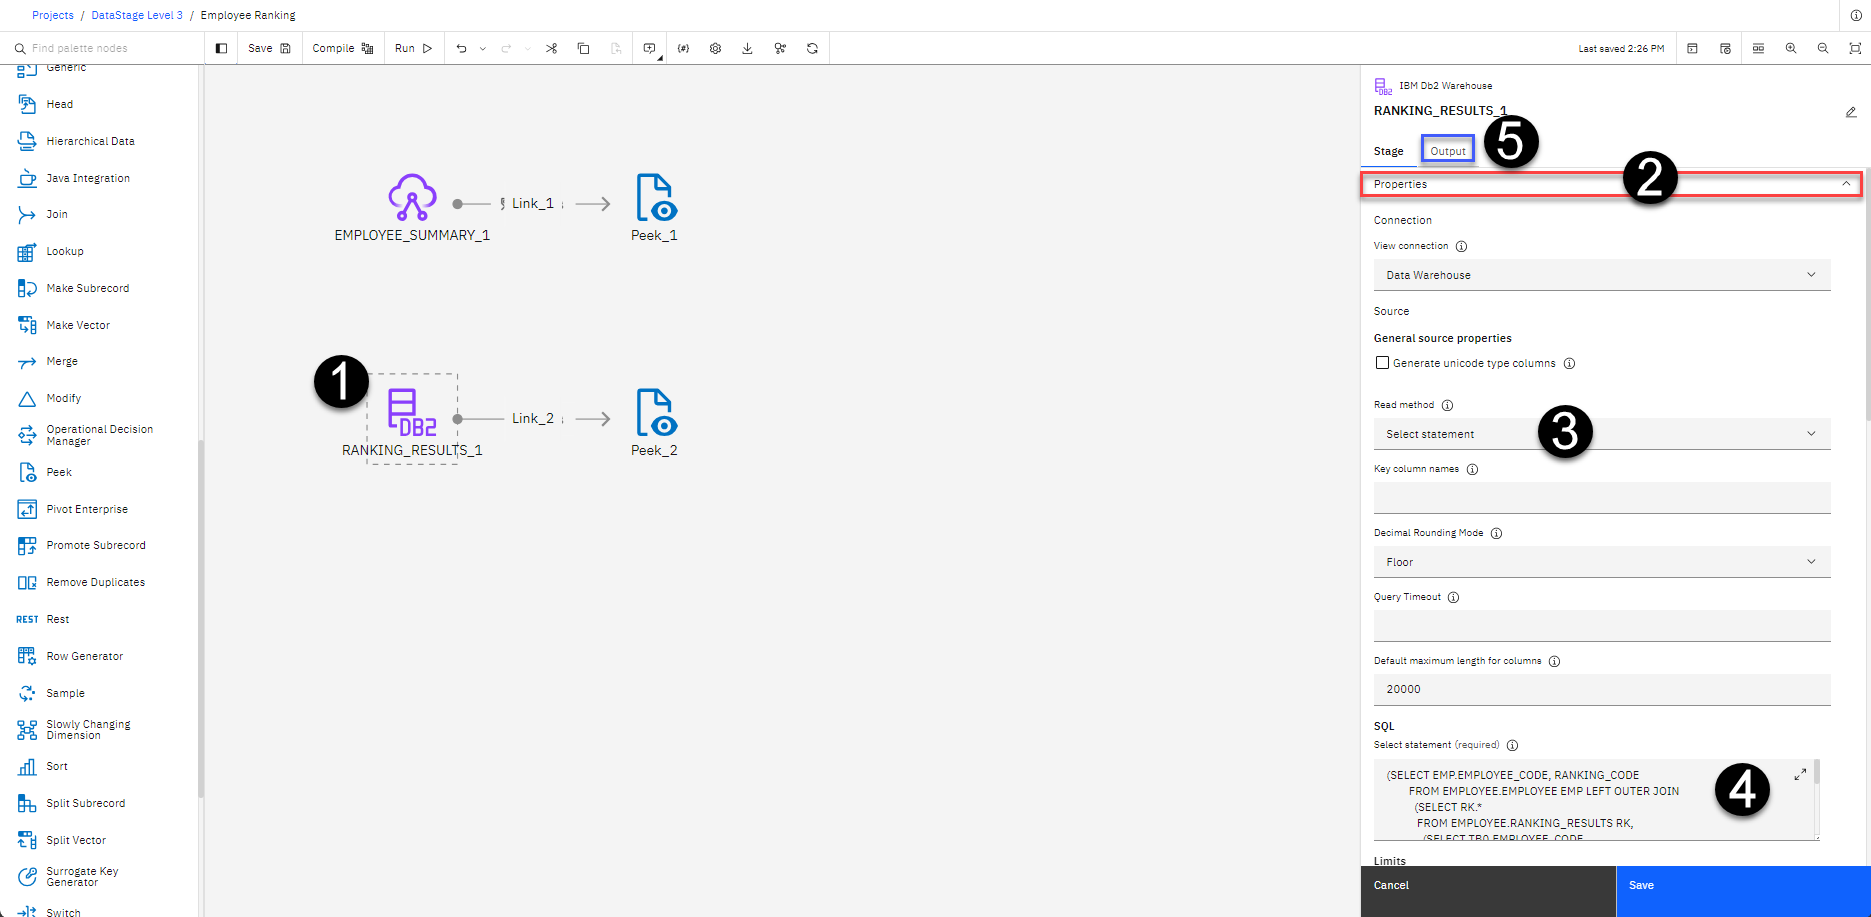 Projects / DataStage Level 3 / Employee Ranking
Find palette nodes
Save
Compile
Run
Last saved 2:26 PM
Generic
Head
Hierarchical Data
Java Integration
Join
Lookup
Make Subrecord
Make Vector
Merge
Modify
Operational Decision
Manager
Peek
Pivot Enterprise
Promote Subrecord
Remove Duplicates
REST Rest
Row Generator
Sample
Slowly Changing
Dimension
Sort
Split Subrecord
Split Vector
Surrogate Key
Generator
Switch
Link_1
EMPLOYEE_SUMMARY_1
Peek_1
1
DB2
Link_2
RANKING_RESULTS_1
Peek_2
DB2
IBM Db2 Warehouse
RANKING_RESULTS_1
Stage
Output
5
Properties
2
Connection
View connection
Data Warehouse
Source
General source properties
Generate unicode type columns
Read method
Select statement
3
Key column names
Decimal Rounding Mode
Floor
Query Timeout
Default maximum length for columns
20000
SQL
Select statement (required)
(SELECT EMP.EMPLOYEE_CODE, RANKING_CODE
FROM EMPLOYEE.EMPLOYEE EMP LEFT OUTER JOIN
(SELECT RK.*
FROM EMPLOYEE.RANKING_RESULTS RK,
(SELECT TB0.EMPLOYEE_CODE,
4
Limits
Cancel
Save